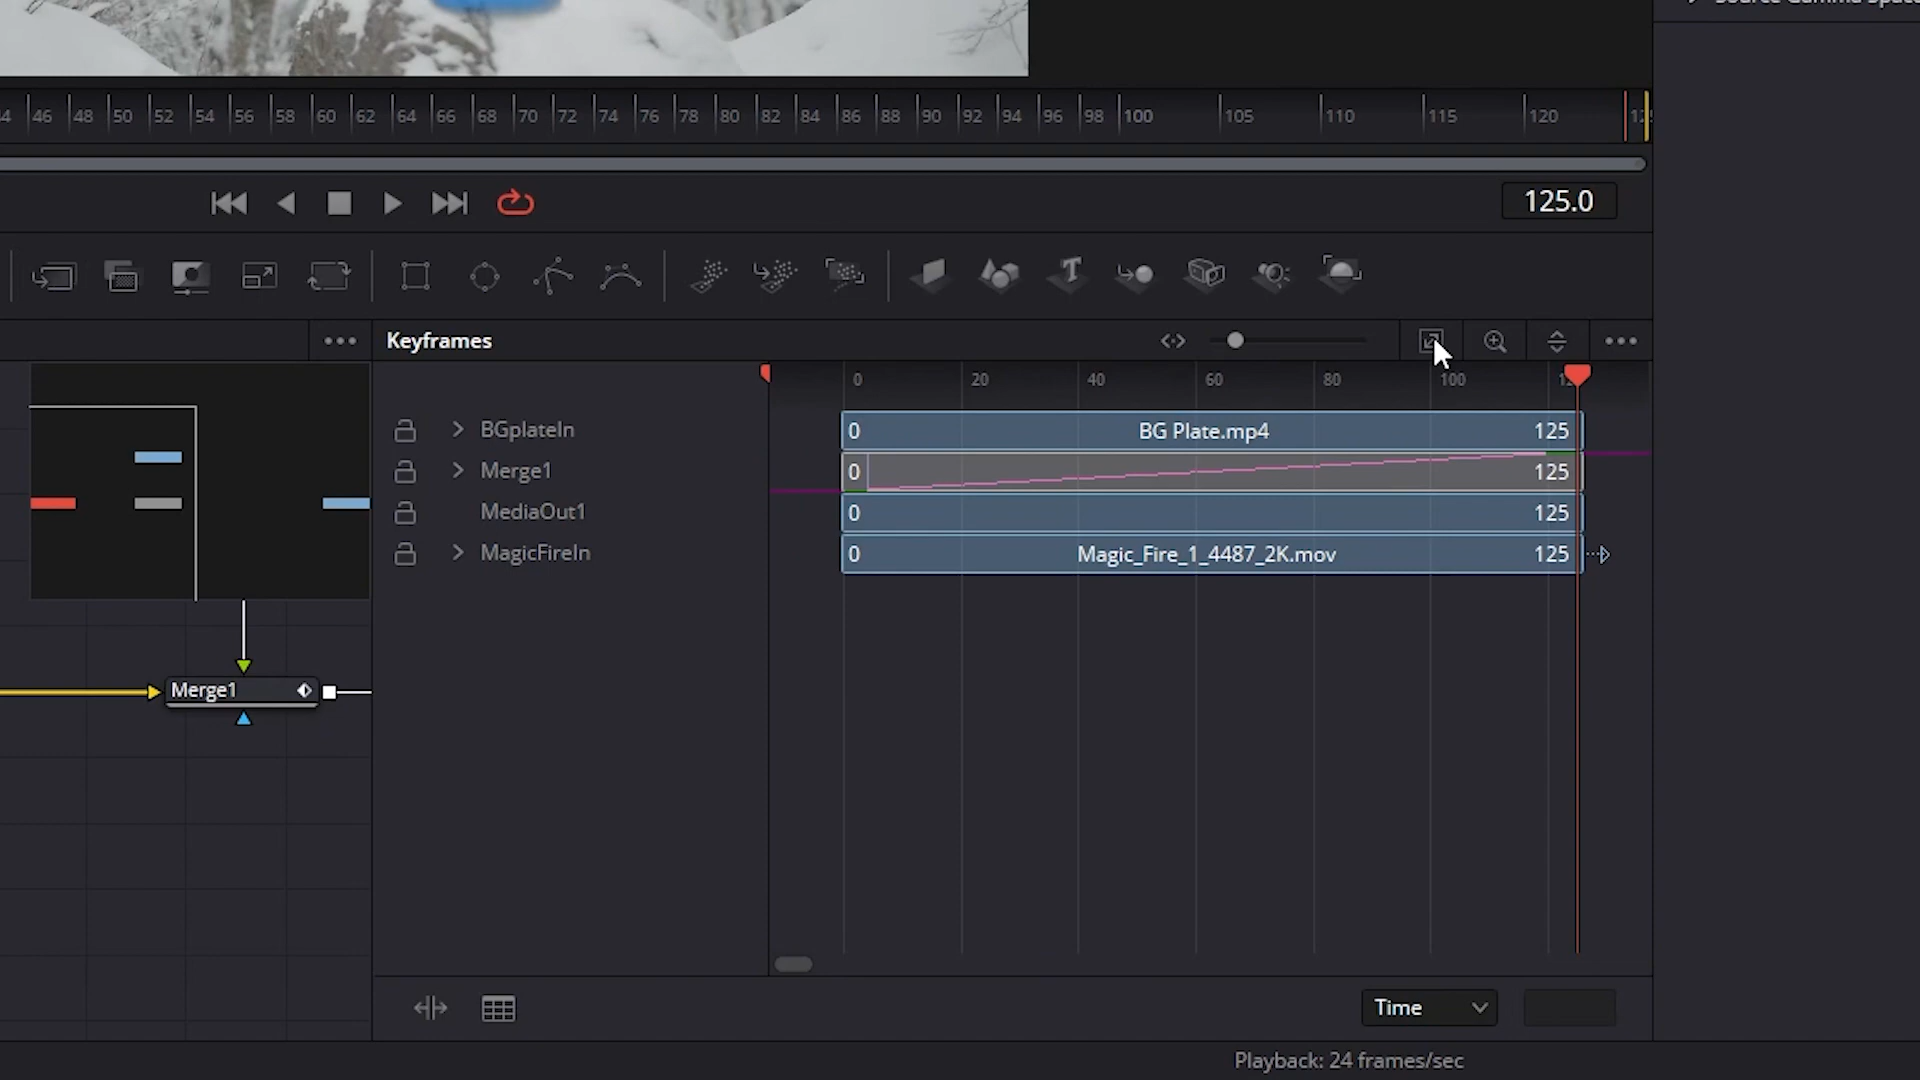 46 48 50 52 54 56 58 60 62 64 66 68 70 72 74 76 78 80 82 84 86 88 90 92 94 96 98 100 105 110 115 120
125.0
Keyframes
0 20 40 60 80 100
BGplateIn 0 BG Plate.mp4 125
Merge1 0 125
MediaOut1 0 125
MagicFireIn 0 Magic_Fire_1_4487_2K.mov 125
Merge1
Time
Playback: 24 frames/sec